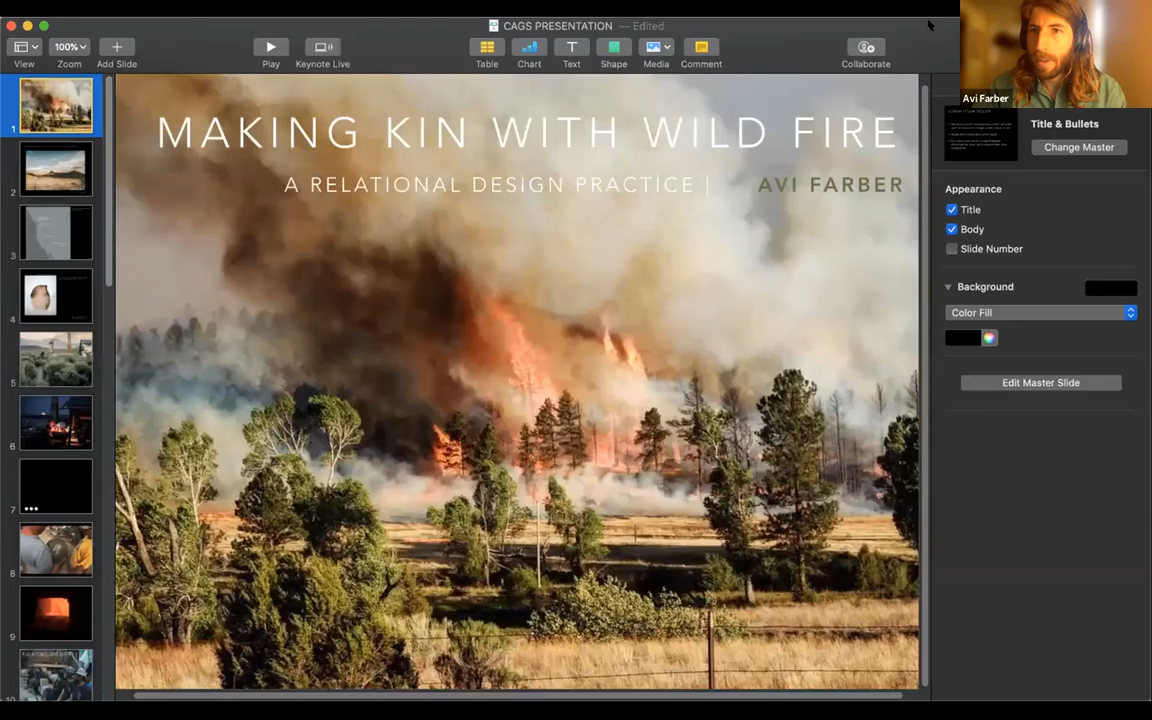 CAGS PRESENTATION — Edited
View
100%
Zoom
Add Slide
Play
Keynote Live
Table
Chart
Text
Shape
Media
Comment
Collaborate
Avi Farber
1
2
3
4
5
6
7
8
9
10
MAKING KIN WITH WILD FIRE
A RELATIONAL DESIGN PRACTICE | AVI FARBER
Title & Bullets
Change Master
Appearance
Title
Body
Slide Number
Background
Color Fill
Edit Master Slide